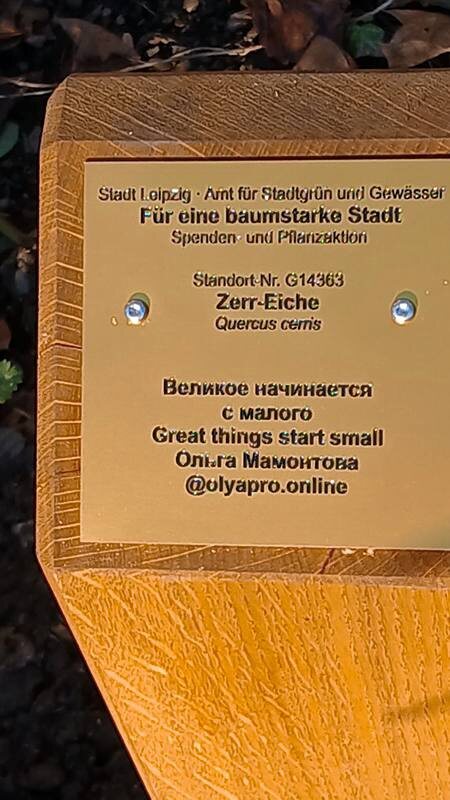 Stadt Leipzig · Amt für Stadtgrün und Gewässer
Für eine baumstarke Stadt
Spenden- und Pflanzaktion
Standort-Nr. G14363
Zerr-Eiche
Quercus cerris
Великое начинается
с малого
Great things start small
Ольга Мамонтова
@olyapro.online